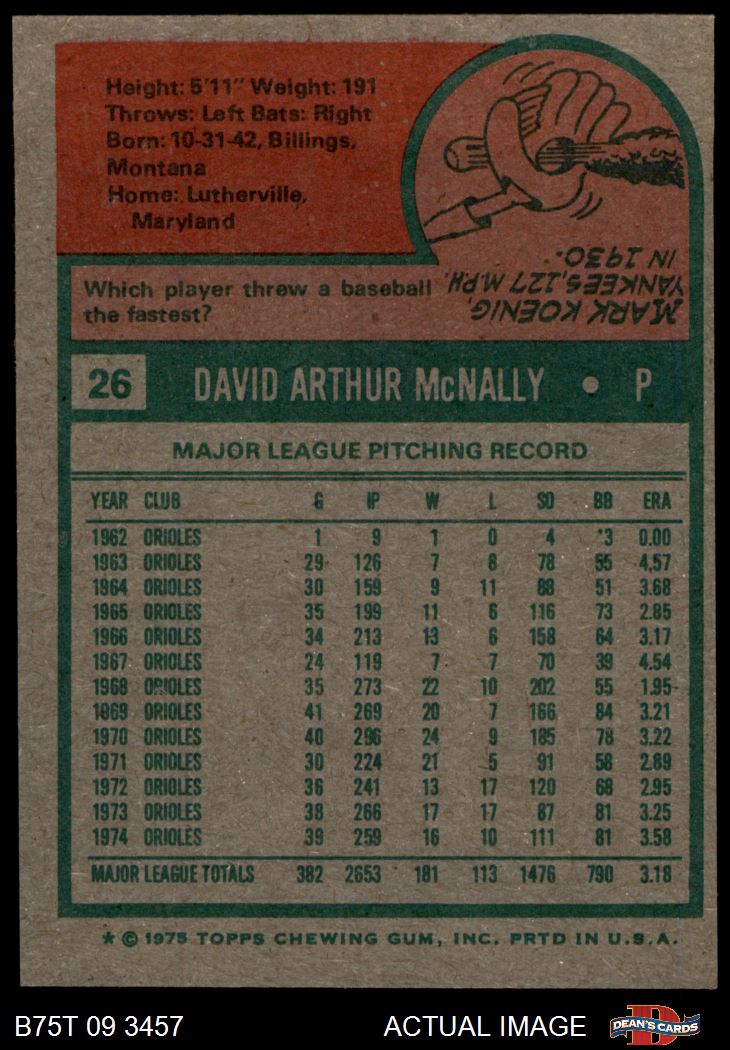 Height: 5'11" Weight: 191
Throws: Left Bats: Right
Born: 10-31-42, Billings,
Montana
Home: Lutherville,
Maryland
Which player threw a baseball
the fastest?
MARK KOENIG,
YANKEES, 127 M.P.H.
IN 1930.
26 DAVID ARTHUR McNALLY • P
MAJOR LEAGUE PITCHING RECORD
YEAR CLUB G IP W L SO BB ERA
1962 ORIOLES 1 9 1 0 4 3 0.00
1963 ORIOLES 29 126 7 8 78 55 4.57
1964 ORIOLES 30 159 9 11 88 51 3.68
1965 ORIOLES 35 199 11 6 116 73 2.85
1966 ORIOLES 34 213 13 6 158 64 3.17
1967 ORIOLES 24 119 7 7 70 39 4.54
1968 ORIOLES 35 273 22 10 202 55 1.95
1969 ORIOLES 41 269 20 7 166 84 3.21
1970 ORIOLES 40 296 24 9 185 78 3.22
1971 ORIOLES 30 224 21 5 91 58 2.89
1972 ORIOLES 36 241 13 17 120 68 2.95
1973 ORIOLES 38 266 17 17 87 81 3.25
1974 ORIOLES 39 259 16 10 111 81 3.58
MAJOR LEAGUE TOTALS 382 2653 181 113 1476 790 3.18
* © 1975 TOPPS CHEWING GUM, INC. PRTD IN U.S.A.
B75T 09 3457 ACTUAL IMAGE DEAN'S CARDS